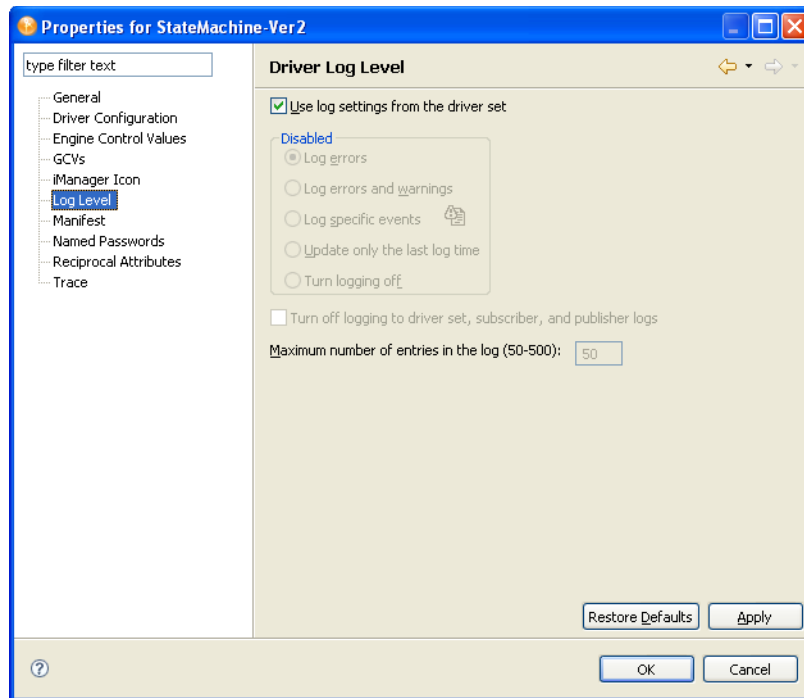 Properties for StateMachine-Ver2
type filter text
General
Driver Configuration
Engine Control Values
GCVs
iManager Icon
Log Level
Manifest
Named Passwords
Reciprocal Attributes
Trace
Driver Log Level
Use log settings from the driver set
Disabled
Log errors
Log errors and warnings
Log specific events
Update only the last log time
Turn logging off
Turn off logging to driver set, subscriber, and publisher logs
Maximum number of entries in the log (50-500): 50
Restore Defaults Apply
OK Cancel